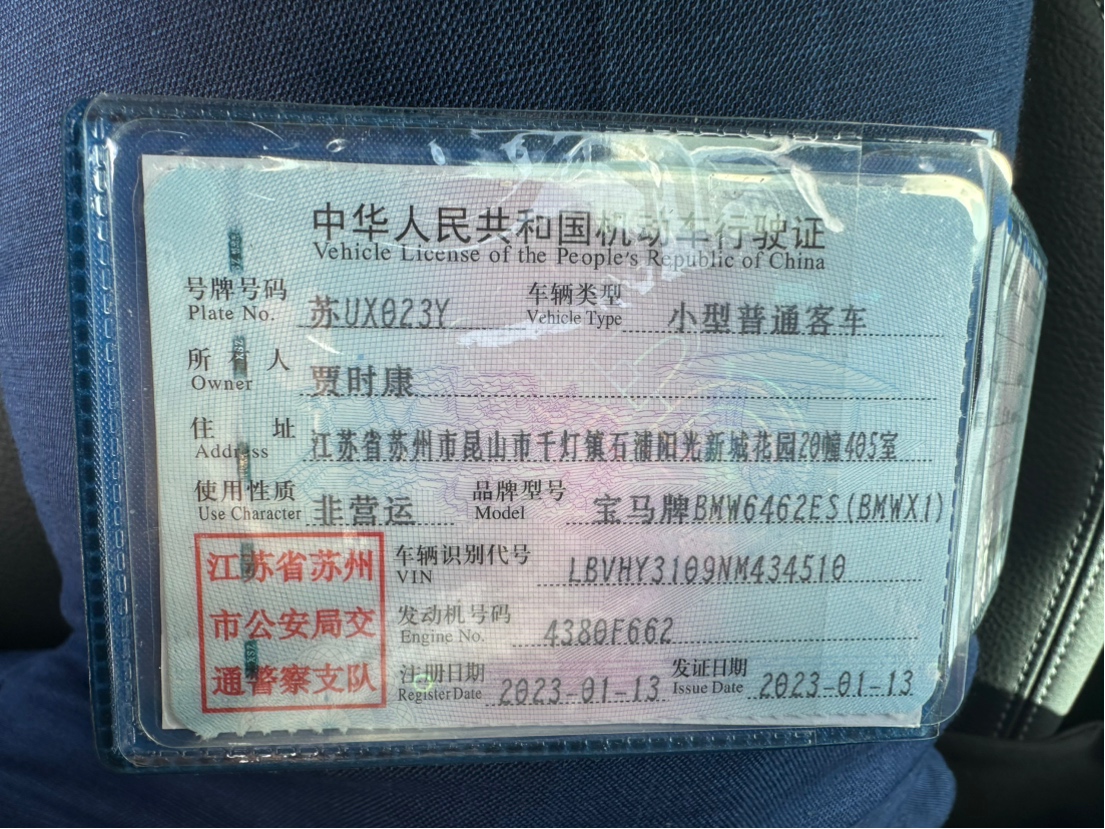 中华人民共和国机动车行驶证
Vehicle License of the People's Republic of China
号牌号码 苏UX023Y 车辆类型 小型普通客车
Plate No. Vehicle Type
所有人 贾时康
Owner
住址 江苏省苏州市昆山市千灯镇石浦阳光新城花园20幢405室
Address
使用性质 非营运 品牌型号 宝马牌BMW6462ES(BMWX1)
Use Character Model
江苏省苏州
市公安局交
通警察支队
车辆识别代号 LBVHY3109NM434510
VIN
发动机号码 4380F662
Engine No.
注册日期 2023-01-13 发证日期 2023-01-13
Register Date Issue Date